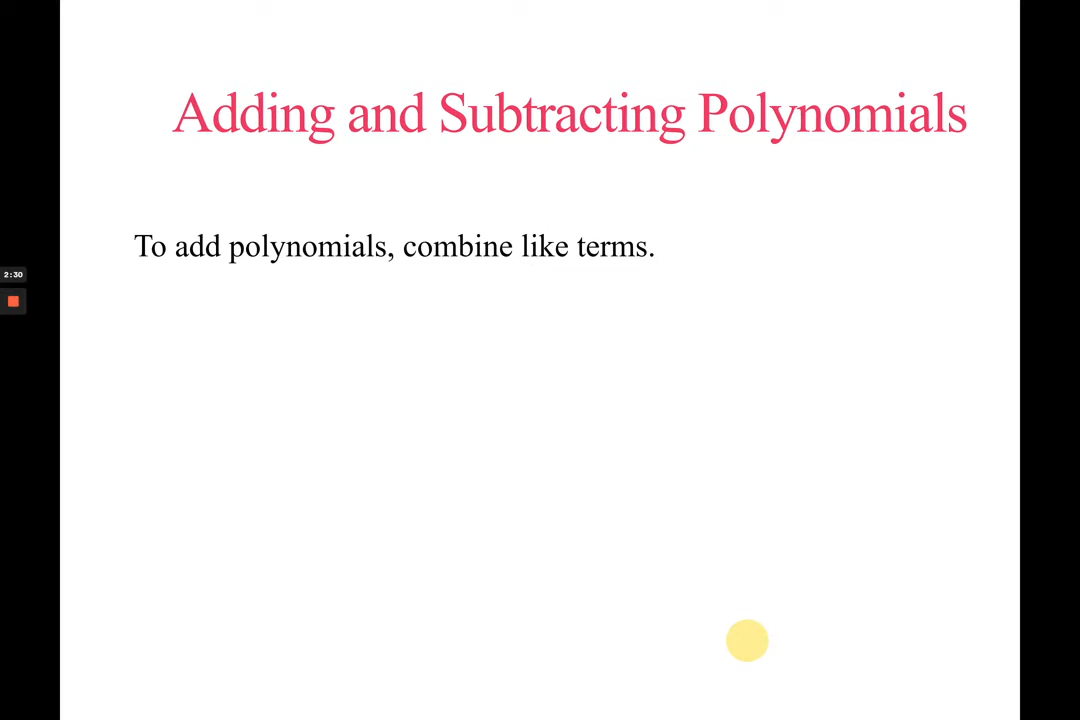 Adding and Subtracting Polynomials
To add polynomials, combine like terms.
2:30